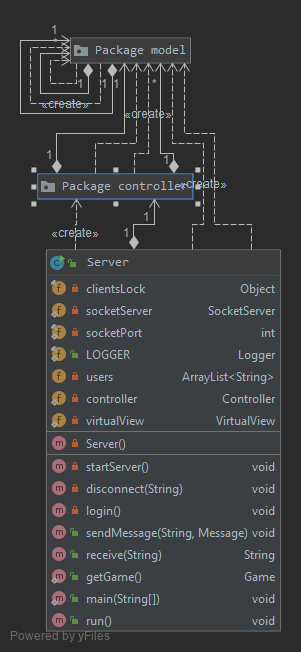 Package model
1
*
1
1
1
«create»
«create»
*
1
1
Package controller
«create»
1
«create»
1
Server
clientsLock Object
socketServer SocketServer
socketPort int
LOGGER Logger
users ArrayList<String>
controller Controller
virtualView VirtualView
Server()
startServer() void
disconnect(String) void
login() void
sendMessage(String, Message) void
receive(String) String
getGame() Game
main(String[]) void
run() void
Powered by yFiles